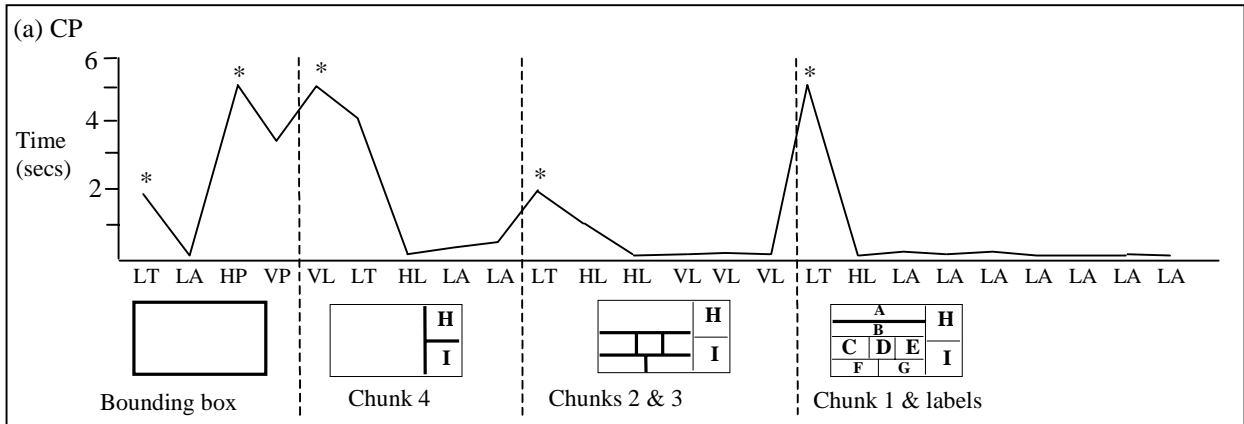 (a) CP
6
4
2
Time
(secs)
* * * * *
LT LA HP VP VL LT HL LA LA LT HL HL VL VL VL LT HL LA LA LA LA LA LA LA
H
I
H
I
A
B
C D E
F G
H
I
Bounding box
Chunk 4
Chunks 2 & 3
Chunk 1 & labels